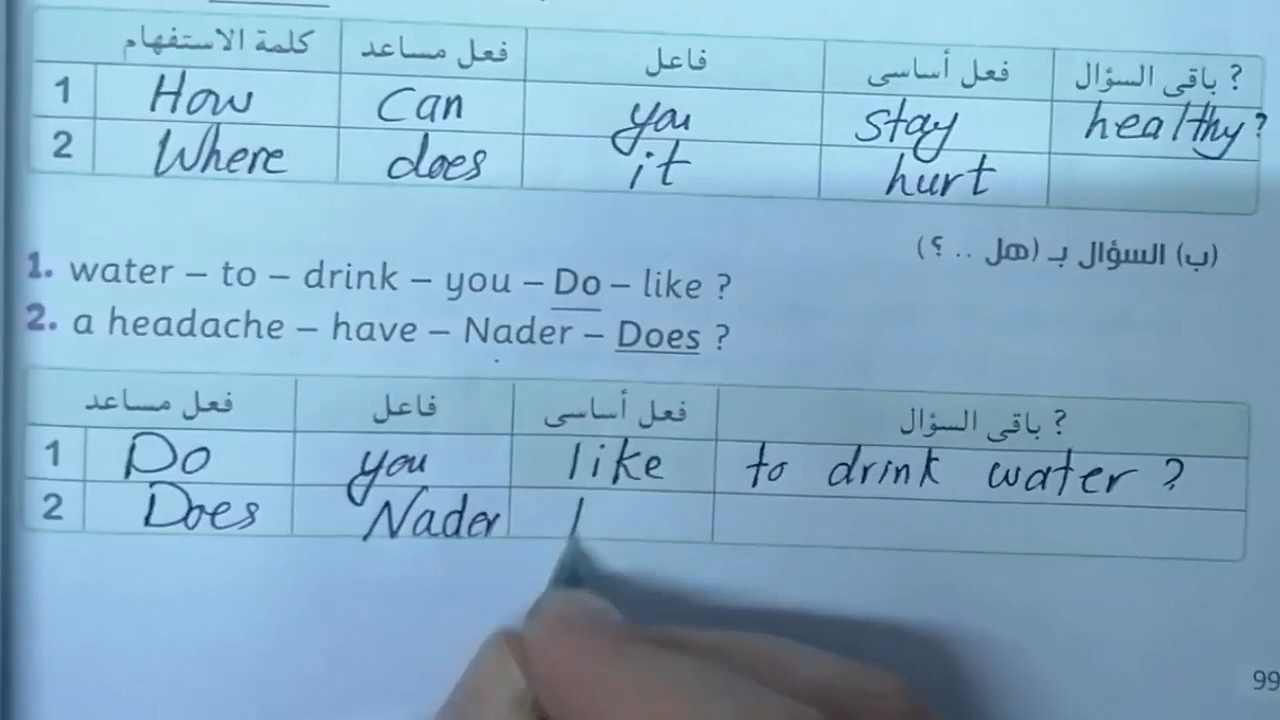 كلمة الاستفهام فعل مساعد فاعل فعل أساسى باقى السؤال ?
1 How Can you stay healthy?
2 Where does it hurt
(ب) السؤال بـ (هل .. ؟)
1. water – to – drink – you – Do – like ?
2. a headache – have – Nader – Does ?
فعل مساعد فاعل فعل أساسى باقى السؤال ?
1 Do you like to drink water ?
2 Does Nader
99